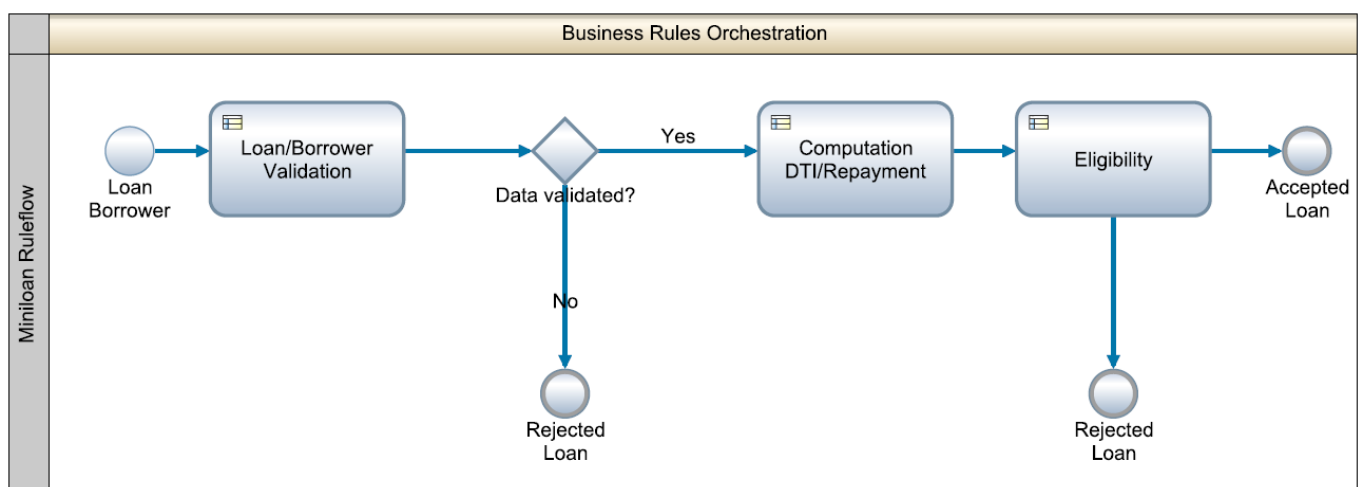 Business Rules Orchestration
Miniloan Ruleflow
Loan
Borrower
Loan/Borrower
Validation
Data validated?
Yes
No
Rejected
Loan
Computation
DTI/Repayment
Eligibility
Rejected
Loan
Accepted
Loan